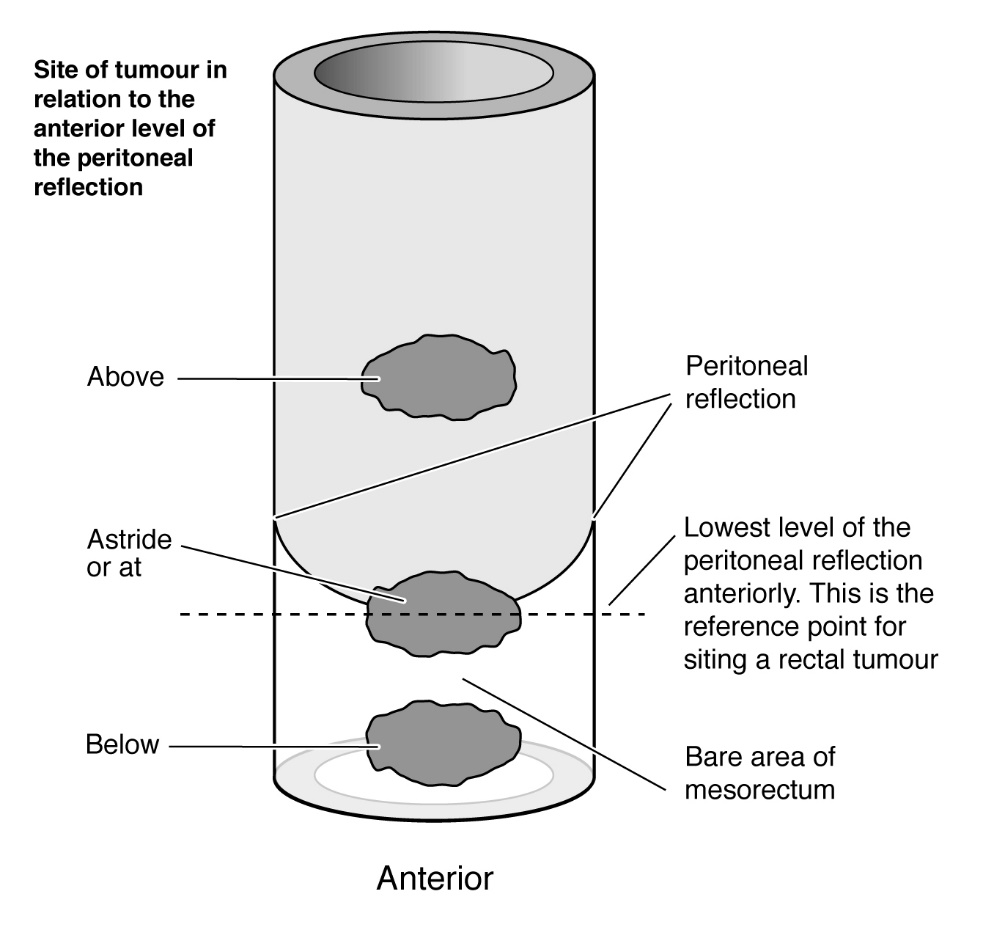 Site of tumour in
relation to the
anterior level of
the peritoneal
reflection
Above
Peritoneal
reflection
Astride
or at
Lowest level of the
peritoneal reflection
anteriorly. This is the
reference point for
siting a rectal tumour
Below
Bare area of
mesorectum
Anterior